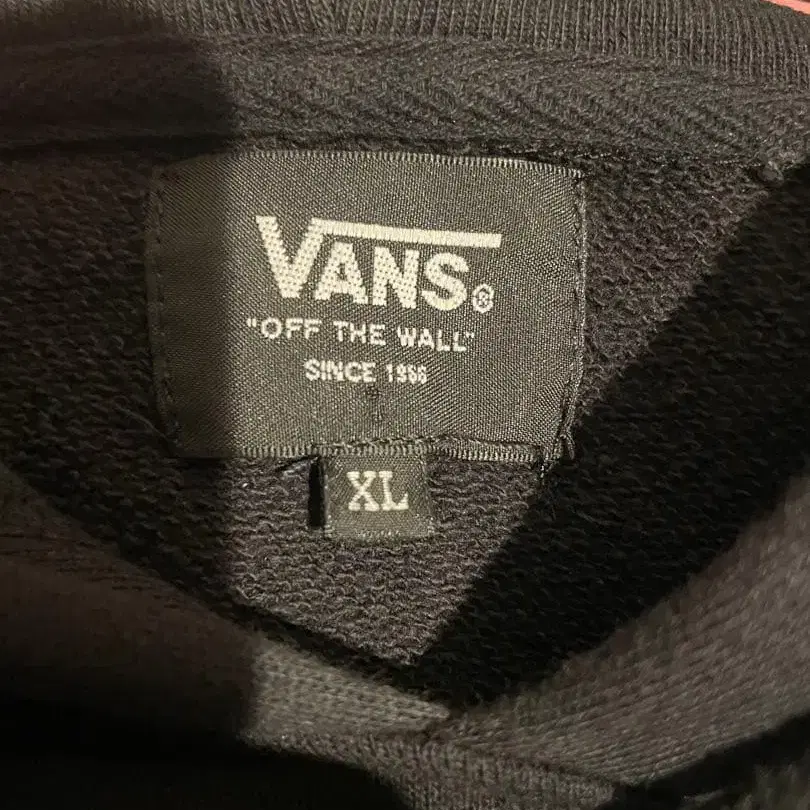 VANS®
"OFF THE WALL"
SINCE 1966
XL